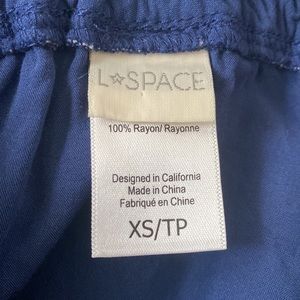 L☆SPACE
100% Rayon/ Rayonne
Designed in California
Made in China
Fabriqué en Chine
XS/TP